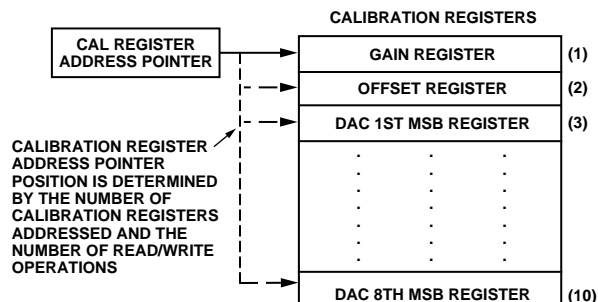 CALIBRATION REGISTERS
CAL REGISTER
ADDRESS POINTER
GAIN REGISTER (1)
OFFSET REGISTER (2)
DAC 1ST MSB REGISTER (3)
CALIBRATION REGISTER
ADDRESS POINTER
POSITION IS DETERMINED
BY THE NUMBER OF
CALIBRATION REGISTERS
ADDRESSED AND THE
NUMBER OF READ/WRITE
OPERATIONS
DAC 8TH MSB REGISTER (10)